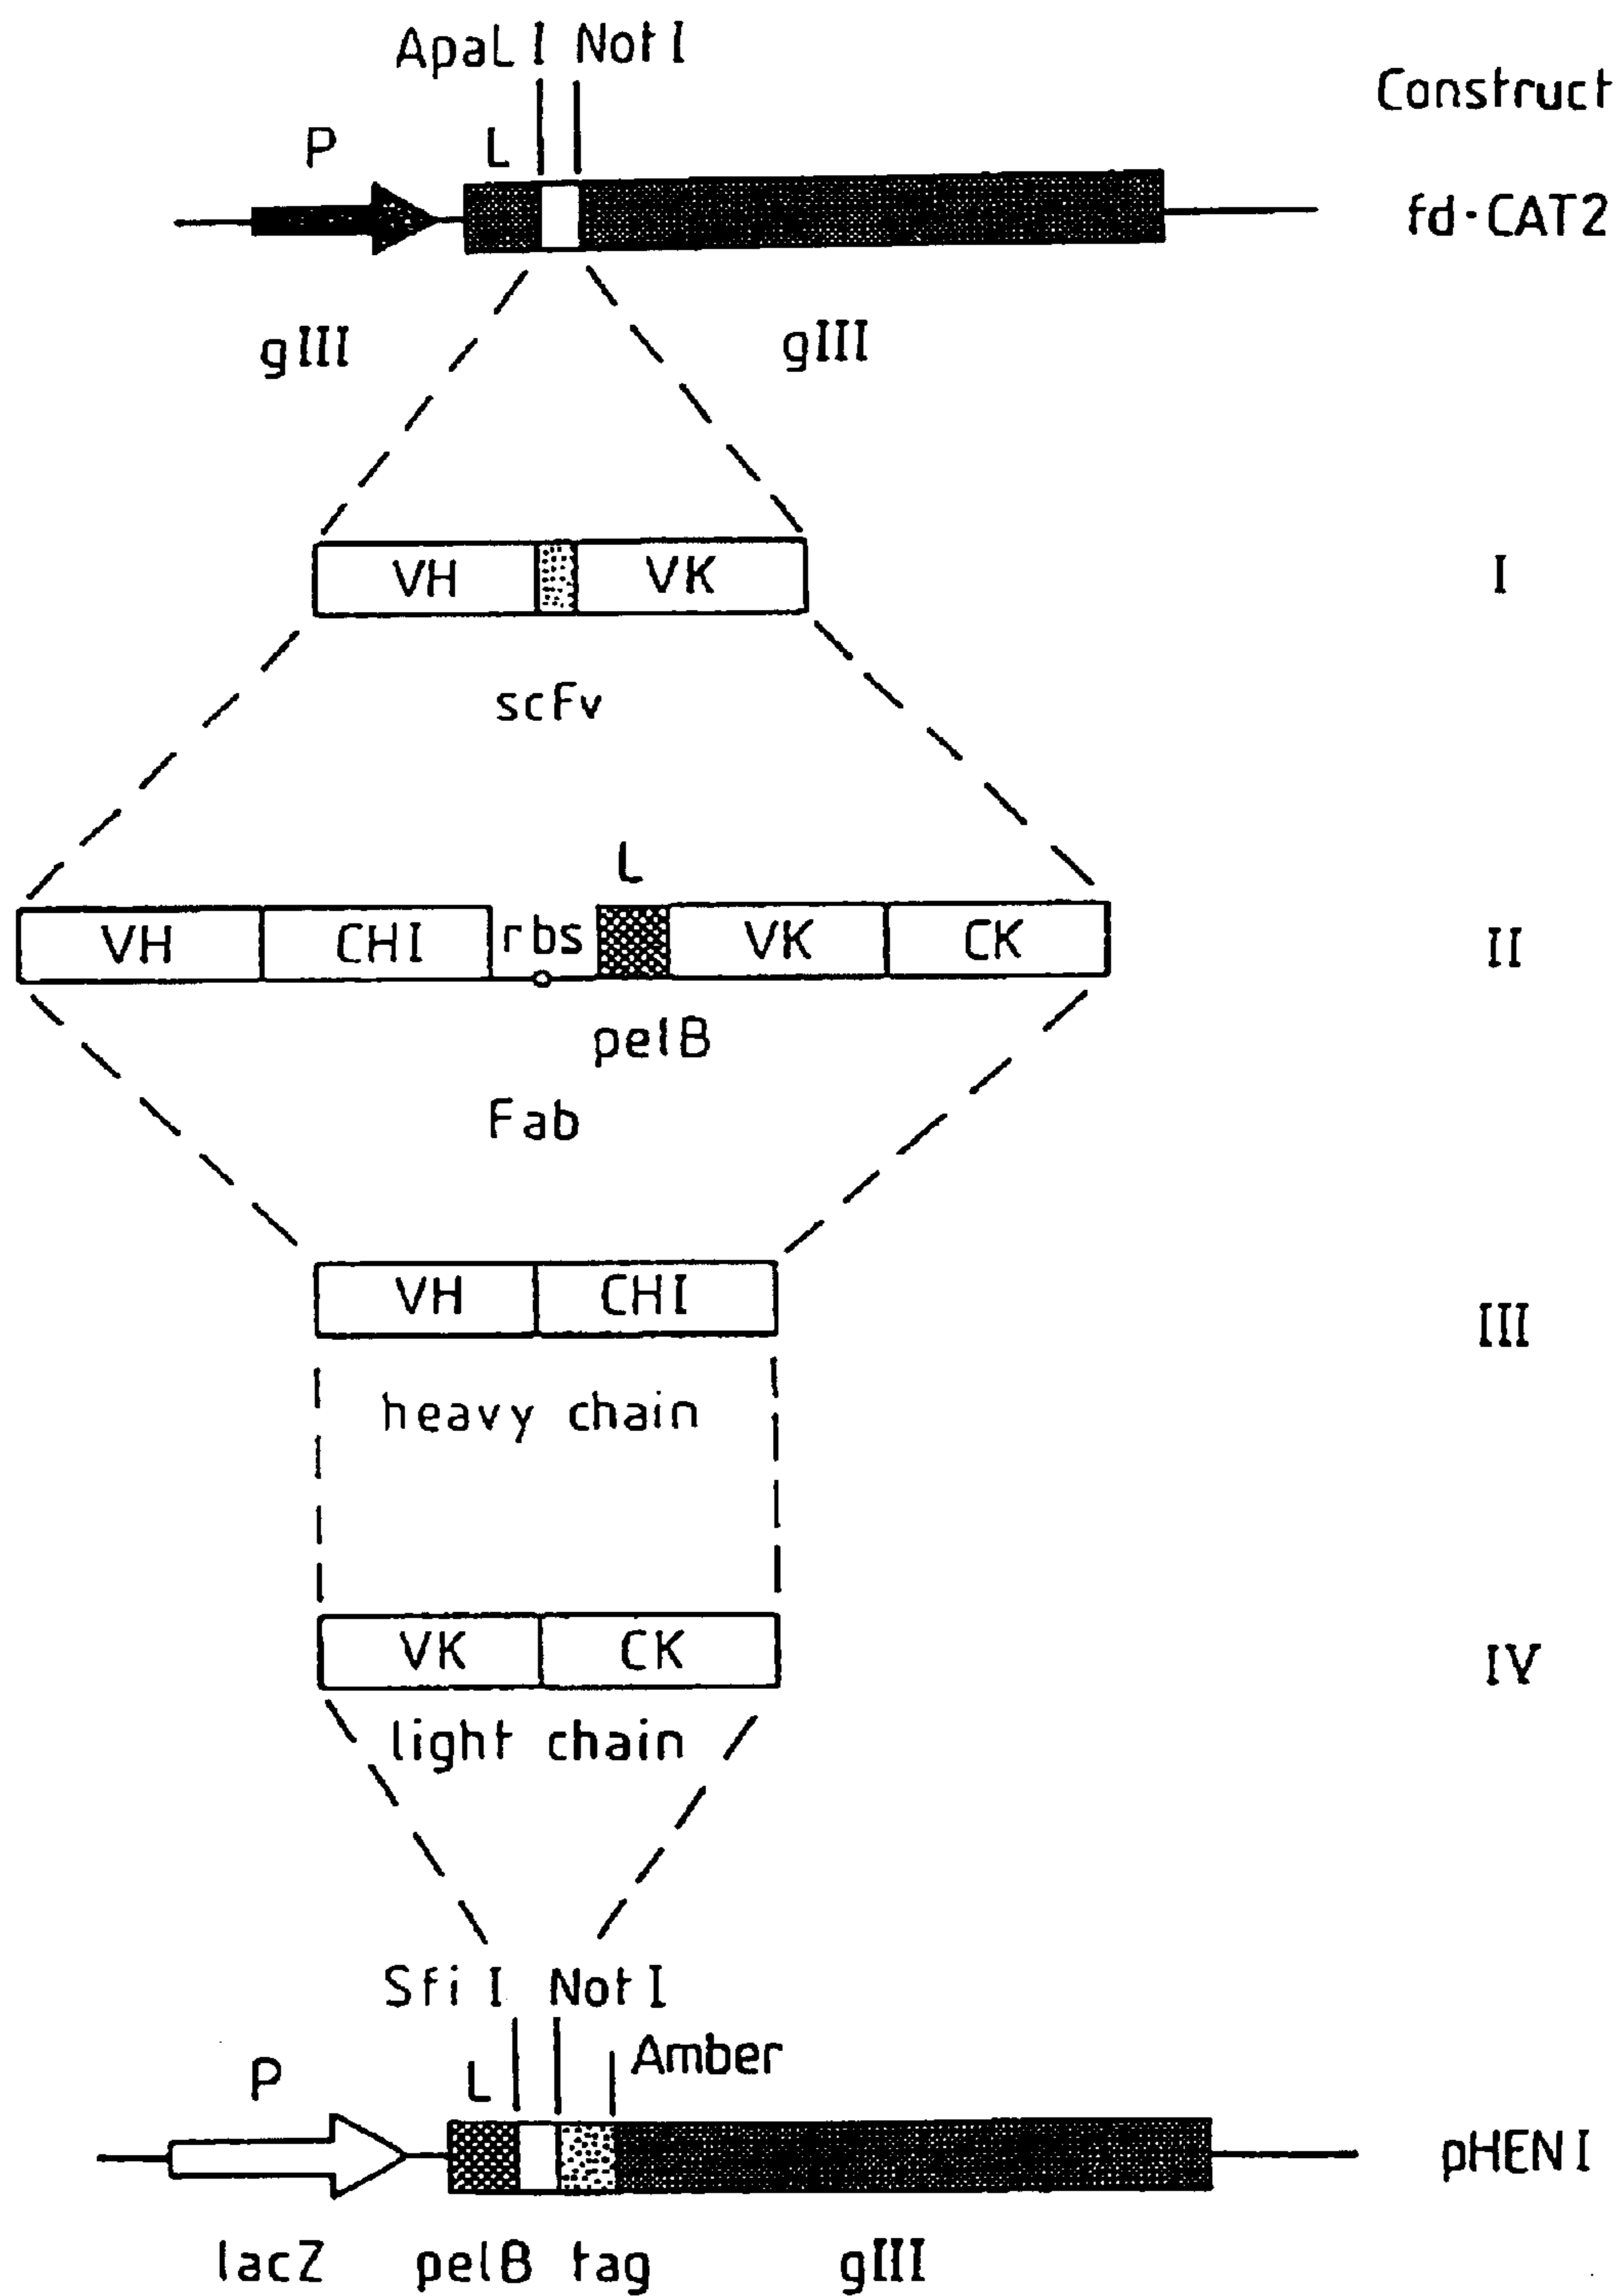 ApaL I Not I
Construct
P L
fd·CAT2
gIII gIII
VH VK I
scFv
L
VH CHI rbs VK CK II
pelB
Fab
VH CHI III
heavy chain
VK CK IV
light chain
Sfi I Not I
P L Amber
pHEN I
lacZ pelB tag gIII